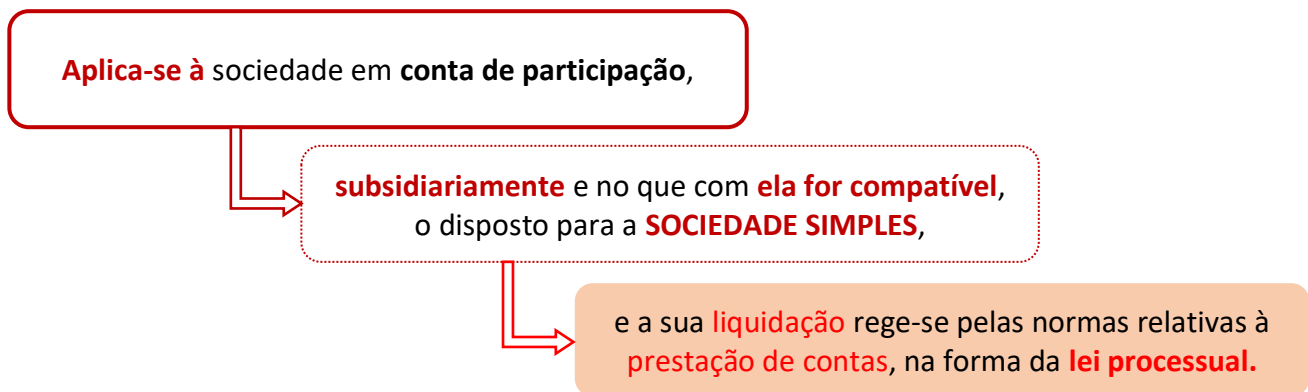 Aplica-se à sociedade em conta de participação,
subsidiariamente e no que com ela for compatível,
o disposto para a SOCIEDADE SIMPLES,
e a sua liquidação rege-se pelas normas relativas à
prestação de contas, na forma da lei processual.